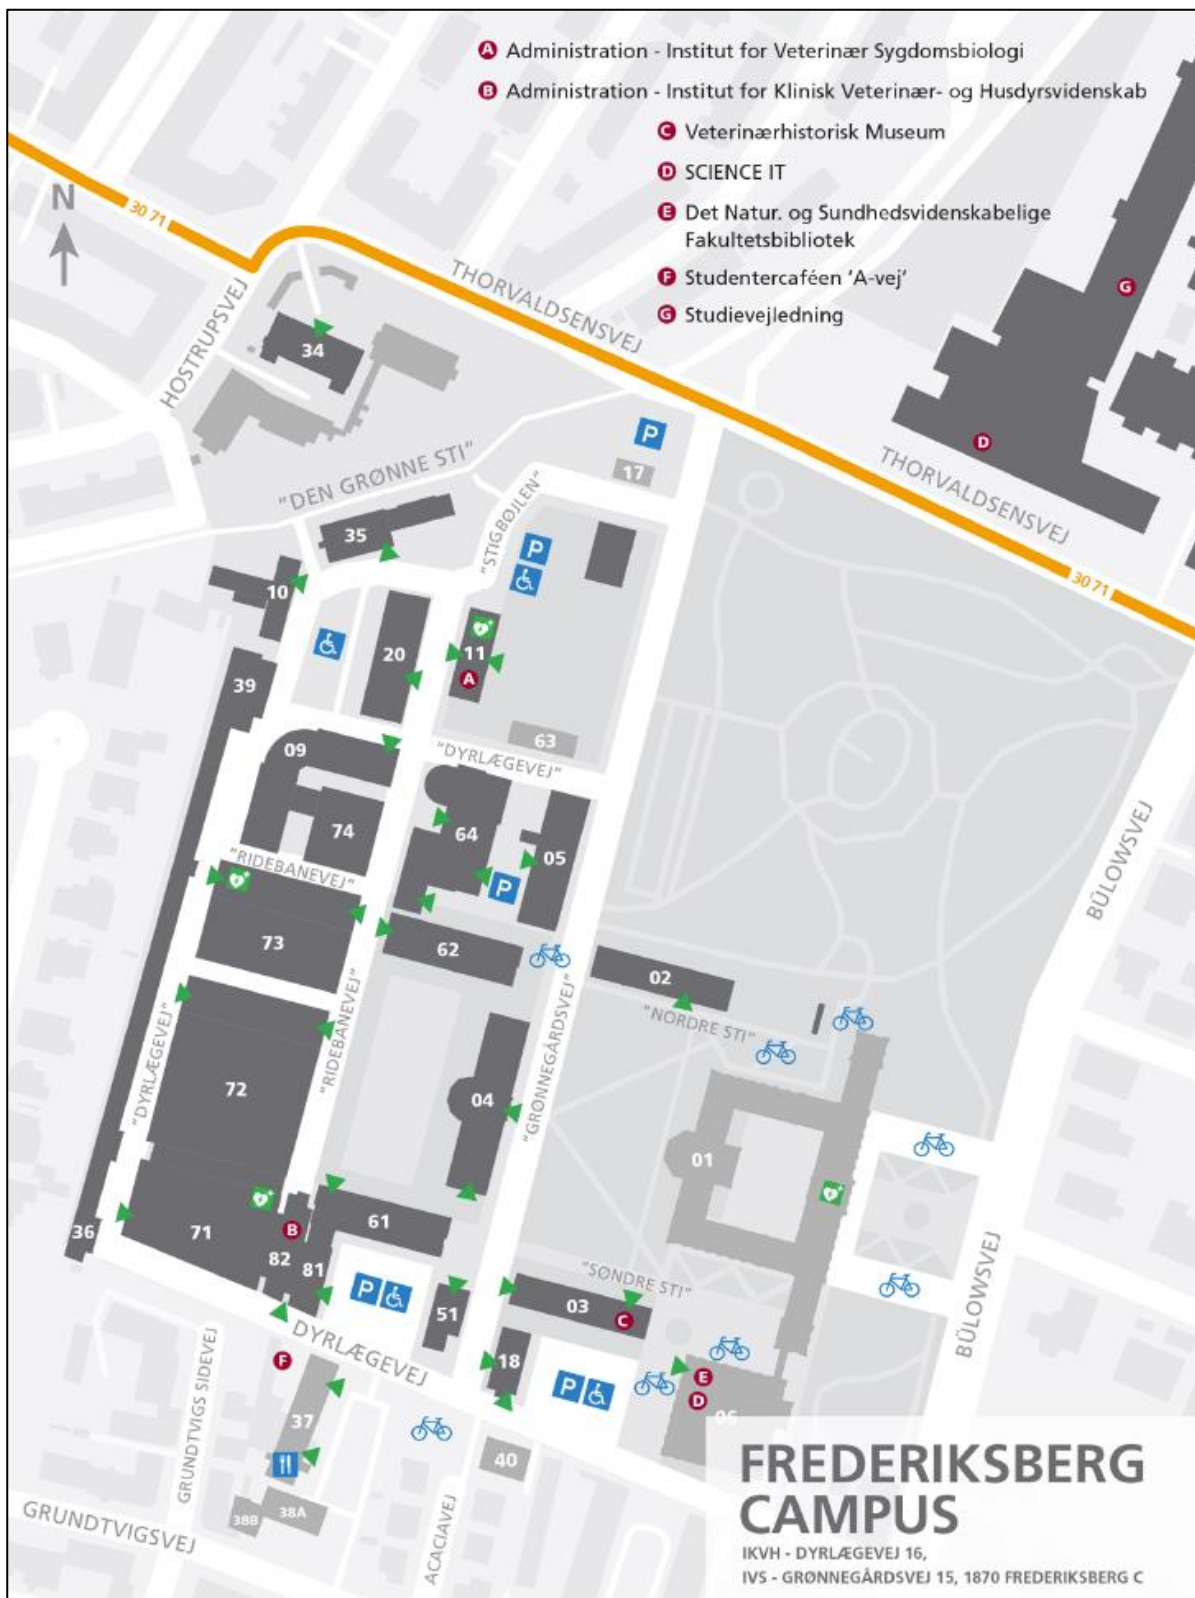 A Administration - Institut for Veterinær Sygdomsbiologi
B Administration - Institut for Klinisk Veterinær- og Husdyrsvidenskab
C Veterinærhistorisk Museum
D SCIENCE IT
E Det Natur. og Sundhedsvidenskabelige
Fakultetsbibliotek
F Studentercaféen ‘A-vej’
G Studievejledning
N
30 71
HOSTRUPSVEJ
THORVALDSENSVEJ
G
34
D
THORVALDSENSVEJ
30 71
P
17
"DEN GRØNNE STI"
"STIGBØJLEN"
35
P
10
20
11
A
39
09
63
"DYRLÆGEVEJ"
74
64
05
"RIDEBANEVEJ"
P
BÜLOWSVEJ
73
62
02
"NORDRE STI"
"DYRLÆGEVEJ"
"RIDEBANEVEJ"
"GRØNNEGÅRDSVEJ"
72
04
01
36
71
B
82
81
61
BÜLOWSVEJ
P
51
"SØNDRE STI"
03
C
DYRLÆGEVEJ
18
P
E
D
06
F
37
GRUNDTVIGS SIDEVEJ
40
38B
38A
GRUNDTVIGSVEJ
ACACIAVEJ
FREDERIKSBERG
CAMPUS
IKVH - DYRLÆGEVEJ 16,
IVS - GRØNNEGÅRDSVEJ 15, 1870 FREDERIKSBERG C